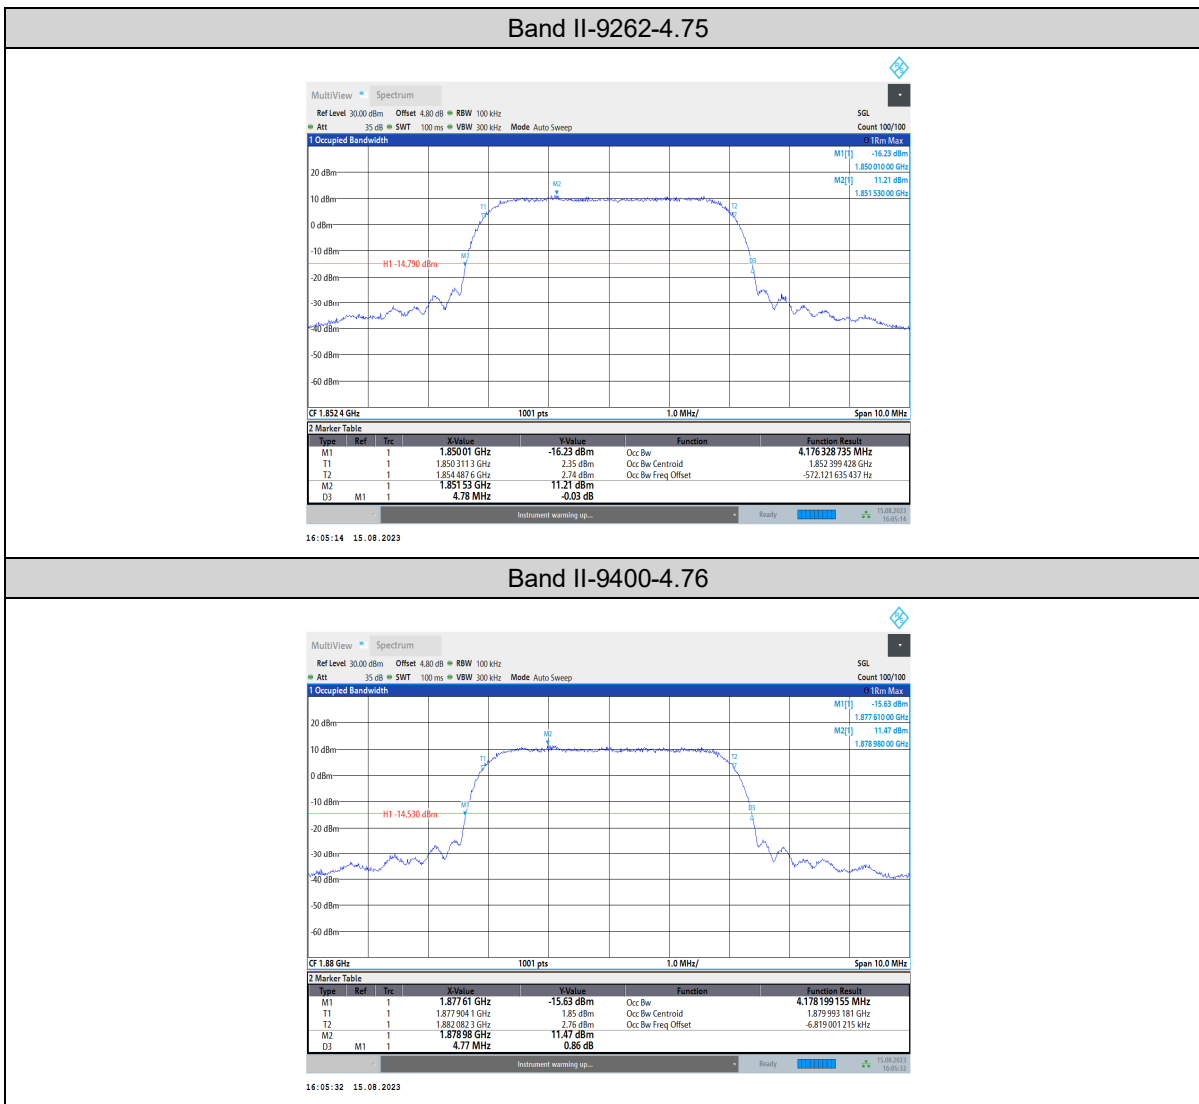 Band II-9262-4.75
MultiView Spectrum
Ref Level 30.00 dBm Offset 4.80 dB RBW 100 kHz SGL
Att 35 dB SWT 100 ms VBW 300 kHz Mode Auto Sweep Count 100/100
1 Occupied Bandwidth 1Rm Max
M1[1] -16.23 dBm
1.850 010 00 GHz
M2[1] 11.21 dBm
1.851 530 00 GHz
20 dBm
M2
10 dBm
T1 T2
0 dBm
-10 dBm
M1 D3
H1 -14.790 dBm
-20 dBm
-30 dBm
-40 dBm
-50 dBm
-60 dBm
CF 1.852 4 GHz 1001 pts 1.0 MHz/ Span 10.0 MHz
2 Marker Table
Type Ref Trc X-Value Y-Value Function Function Result
M1 1 1.850 01 GHz -16.23 dBm Occ Bw 4.176 328 735 MHz
T1 1 1.850 311 3 GHz 2.35 dBm Occ Bw Centroid 1.852 399 428 GHz
T2 1 1.854 487 6 GHz 2.74 dBm Occ Bw Freq Offset -572.121 635 437 Hz
M2 1 1.851 53 GHz 11.21 dBm
D3 M1 1 4.78 MHz -0.03 dB
Instrument warming up... Ready 15.08.2023
16:05:14
16:05:14 15.08.2023
Band II-9400-4.76
MultiView Spectrum
Ref Level 30.00 dBm Offset 4.80 dB RBW 100 kHz SGL
Att 35 dB SWT 100 ms VBW 300 kHz Mode Auto Sweep Count 100/100
1 Occupied Bandwidth 1Rm Max
M1[1] -15.63 dBm
1.877 610 00 GHz
M2[1] 11.47 dBm
1.878 980 00 GHz
20 dBm
M2
10 dBm
T1 T2
0 dBm
-10 dBm
M1 D3
H1 -14.530 dBm
-20 dBm
-30 dBm
-40 dBm
-50 dBm
-60 dBm
CF 1.88 GHz 1001 pts 1.0 MHz/ Span 10.0 MHz
2 Marker Table
Type Ref Trc X-Value Y-Value Function Function Result
M1 1 1.877 61 GHz -15.63 dBm Occ Bw 4.178 199 155 MHz
T1 1 1.877 904 1 GHz 1.85 dBm Occ Bw Centroid 1.879 993 181 GHz
T2 1 1.882 082 3 GHz 2.76 dBm Occ Bw Freq Offset -6.819 001 215 kHz
M2 1 1.878 98 GHz 11.47 dBm
D3 M1 1 4.77 MHz 0.86 dB
Instrument warming up... Ready 15.08.2023
16:05:32
16:05:32 15.08.2023